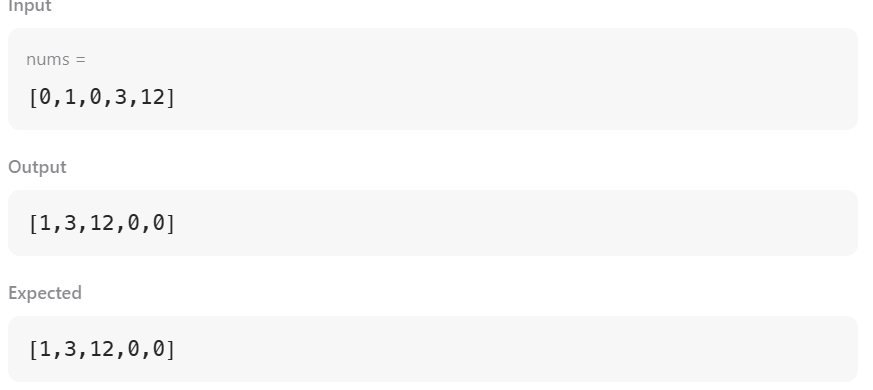 Input
nums =
[0,1,0,3,12]
Output
[1,3,12,0,0]
Expected
[1,3,12,0,0]